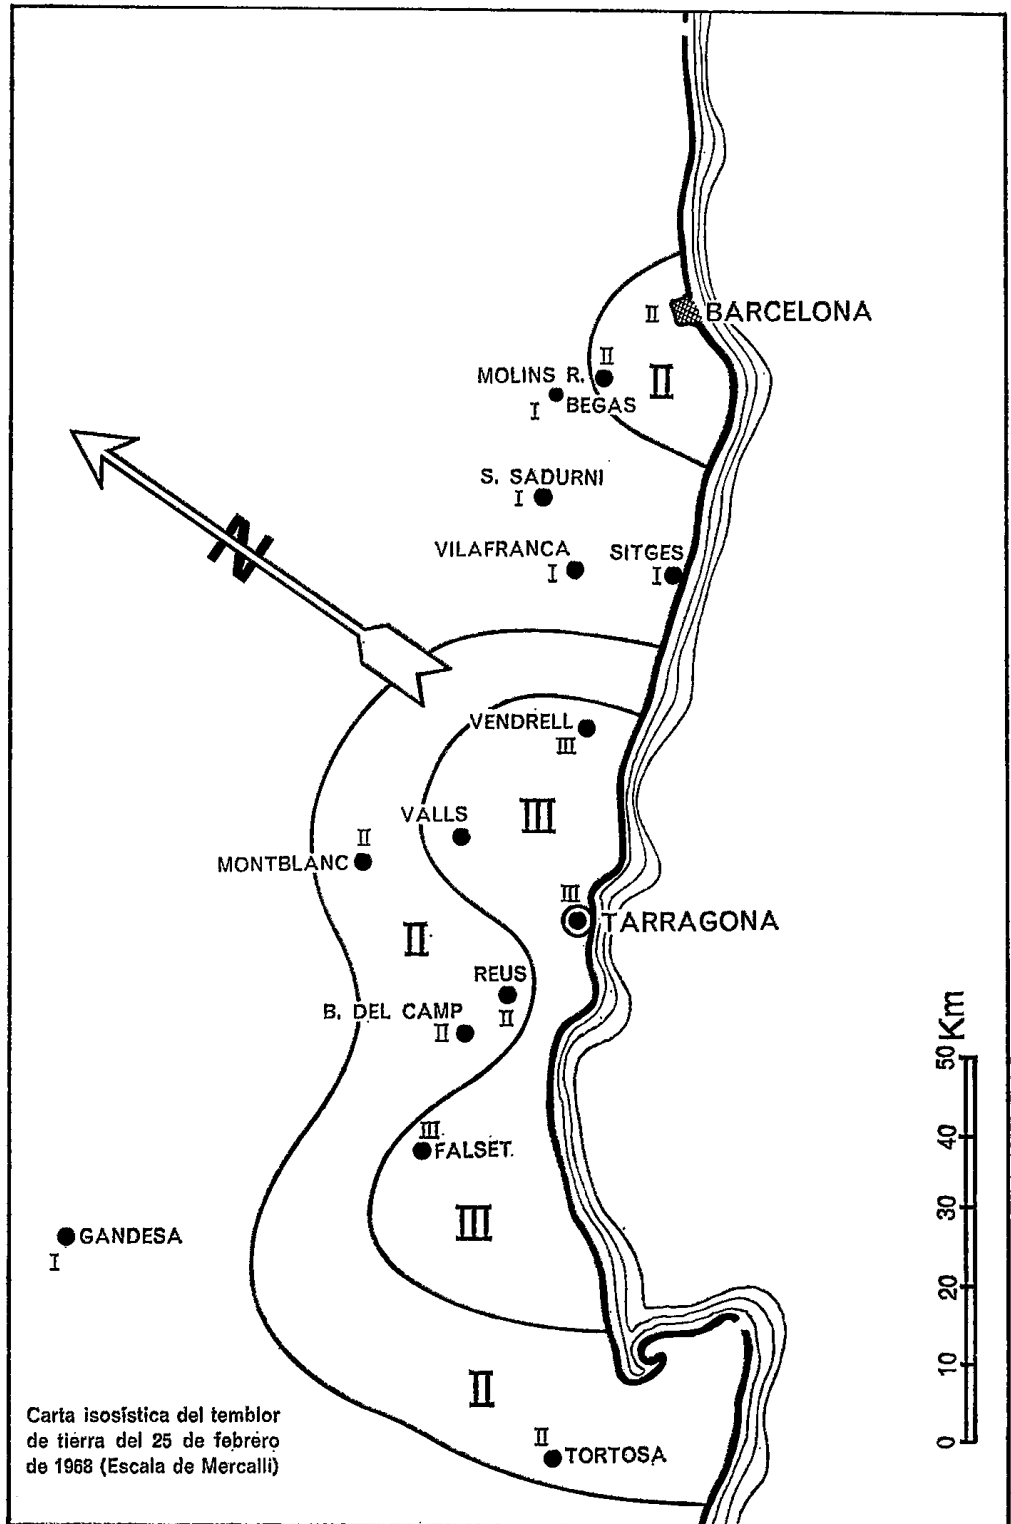 II BARCELONA
II
MOLINS R.
II
BEGAS
I
S. SADURNI
I
VILAFRANCA
I
SITGES
I
N
VENDRELL
III
III
VALLS
II
MONTBLANC
III
TARRAGONA
II
REUS
II
B. DEL CAMP
II
III
FALSET.
III
GANDESA
I
II
II
TORTOSA
Km
50
40
30
20
10
0
Carta isosística del temblor
de tierra del 25 de febrero
de 1968 (Escala de Mercalli)